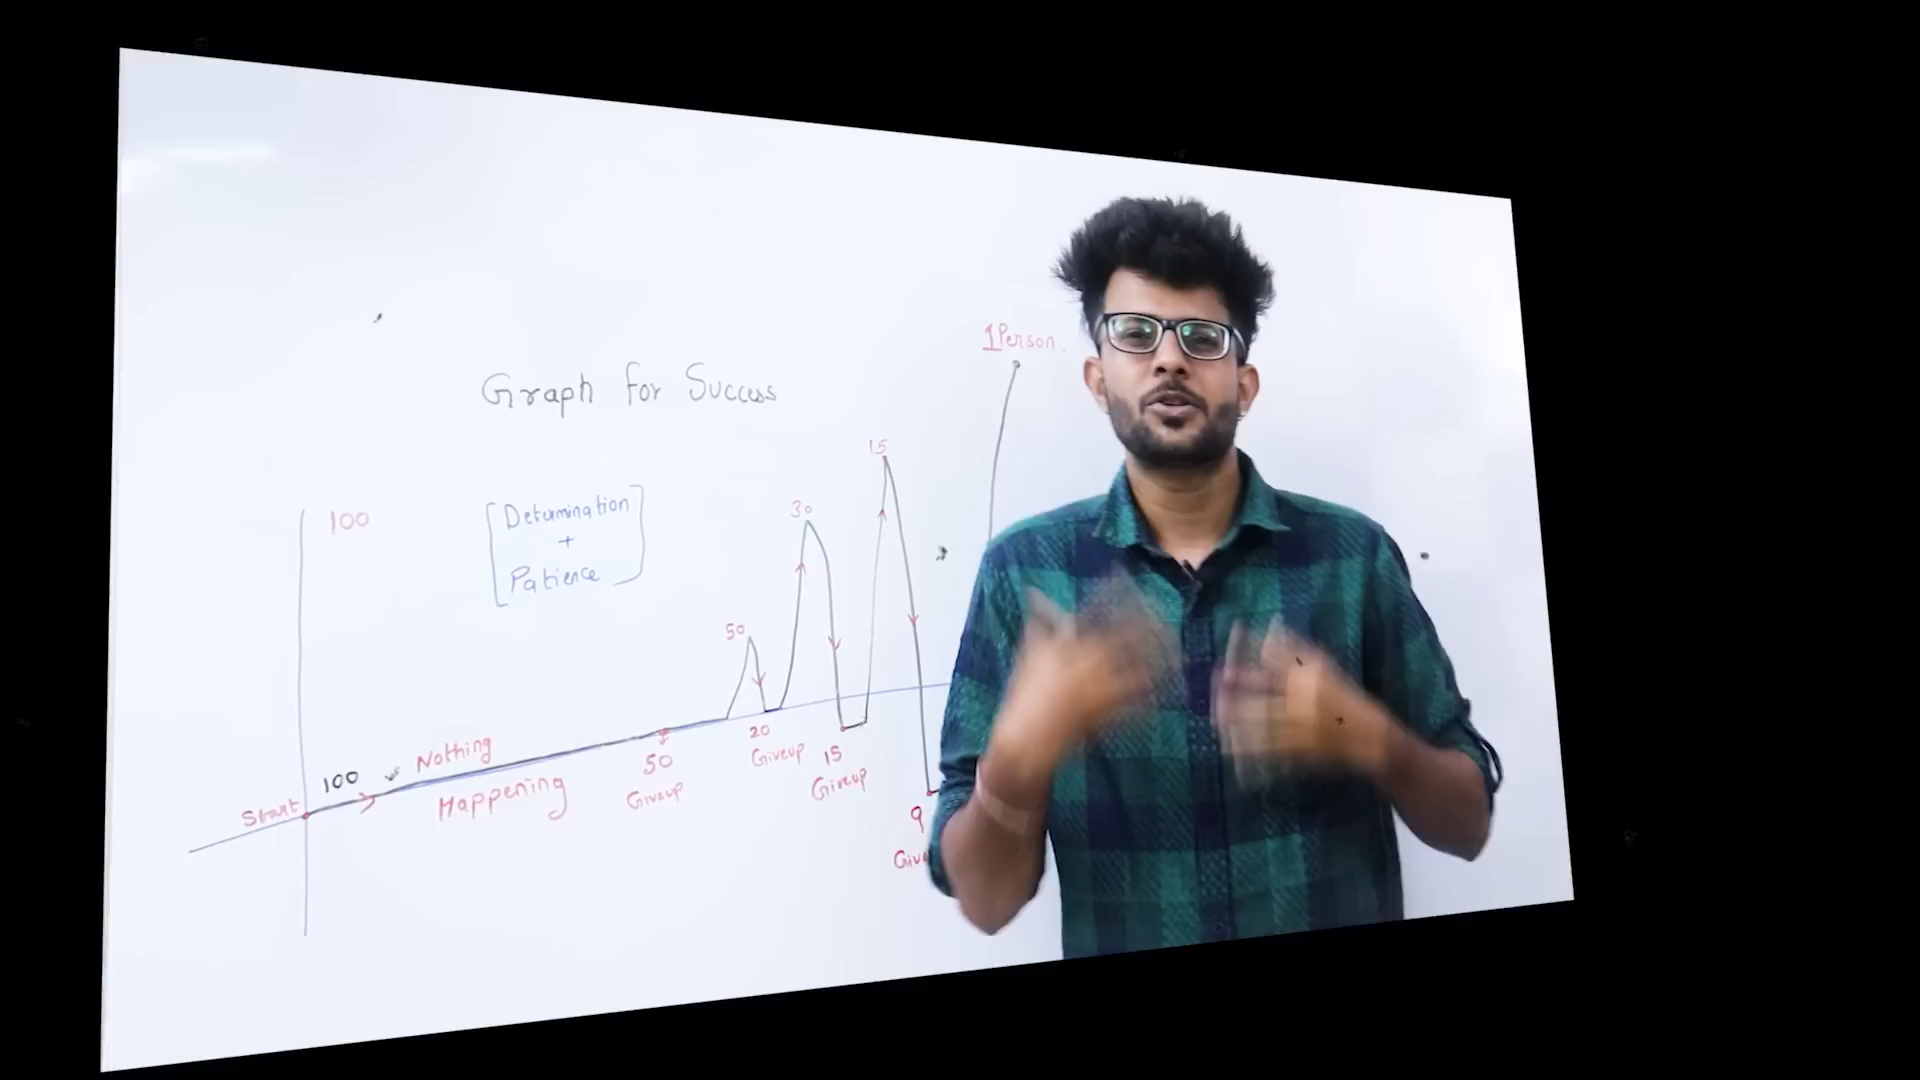 Graph for Success
1 Person.
100
[Determination
+
Patience]
15
30
50
Start
100
Nothing
Happening
50
Giveup
20
Giveup
15
Giveup
9